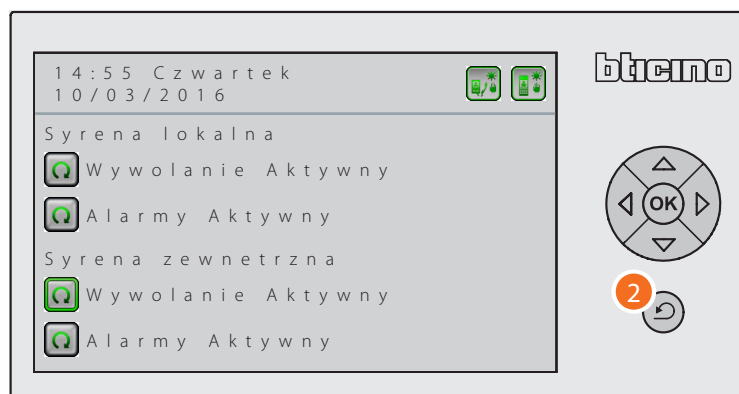 14:55 Czwartek
10/03/2016
bticino
Syrena lokalna
Wywolanie Aktywny
Alarmy Aktywny
Syrena zewnetrzna
Wywolanie Aktywny
Alarmy Aktywny
OK
2